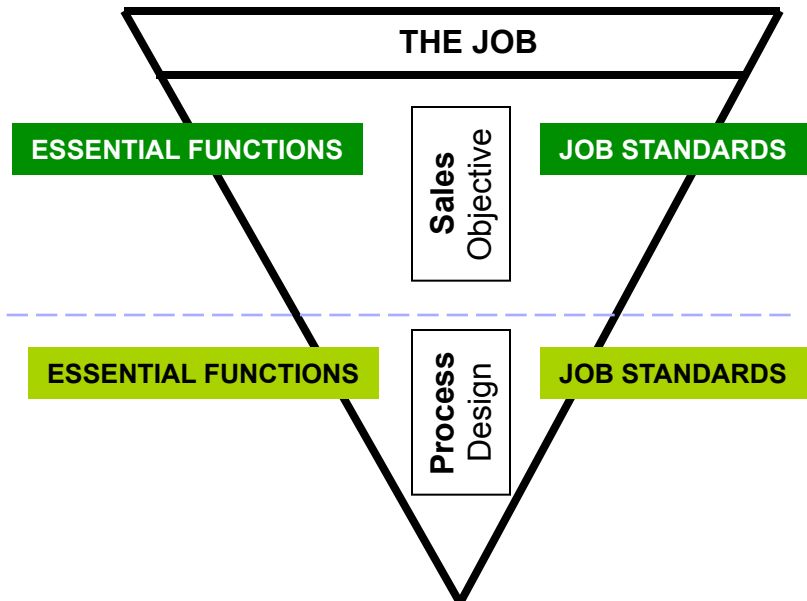 THE JOB
ESSENTIAL FUNCTIONS
Sales
Objective
JOB STANDARDS
ESSENTIAL FUNCTIONS
Process
Design
JOB STANDARDS